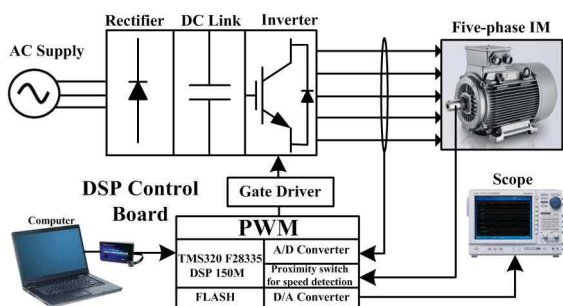 Rectifier
DC Link
Inverter
Five-phase IM
AC Supply
DSP Control
Board
Gate Driver
Scope
Computer
PWM
TMS320 F28335
DSP 150M
A/D Converter
Proximity switch
for speed detection
FLASH
D/A Converter